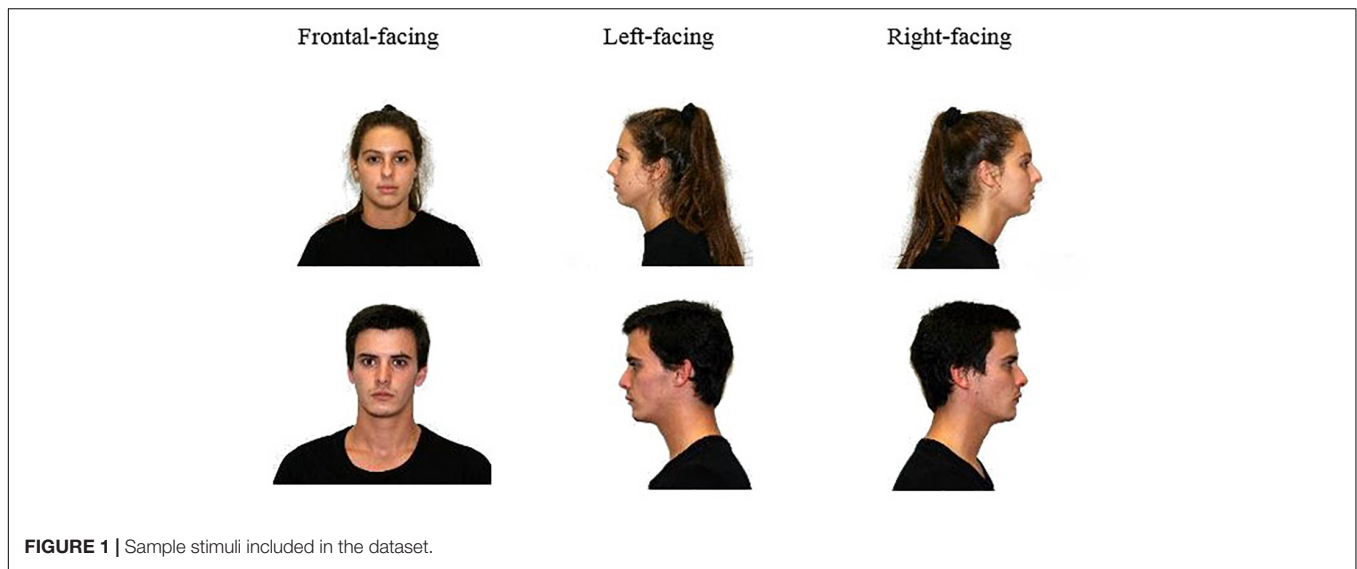 Frontal-facing Left-facing Right-facing
FIGURE 1 | Sample stimuli included in the dataset.